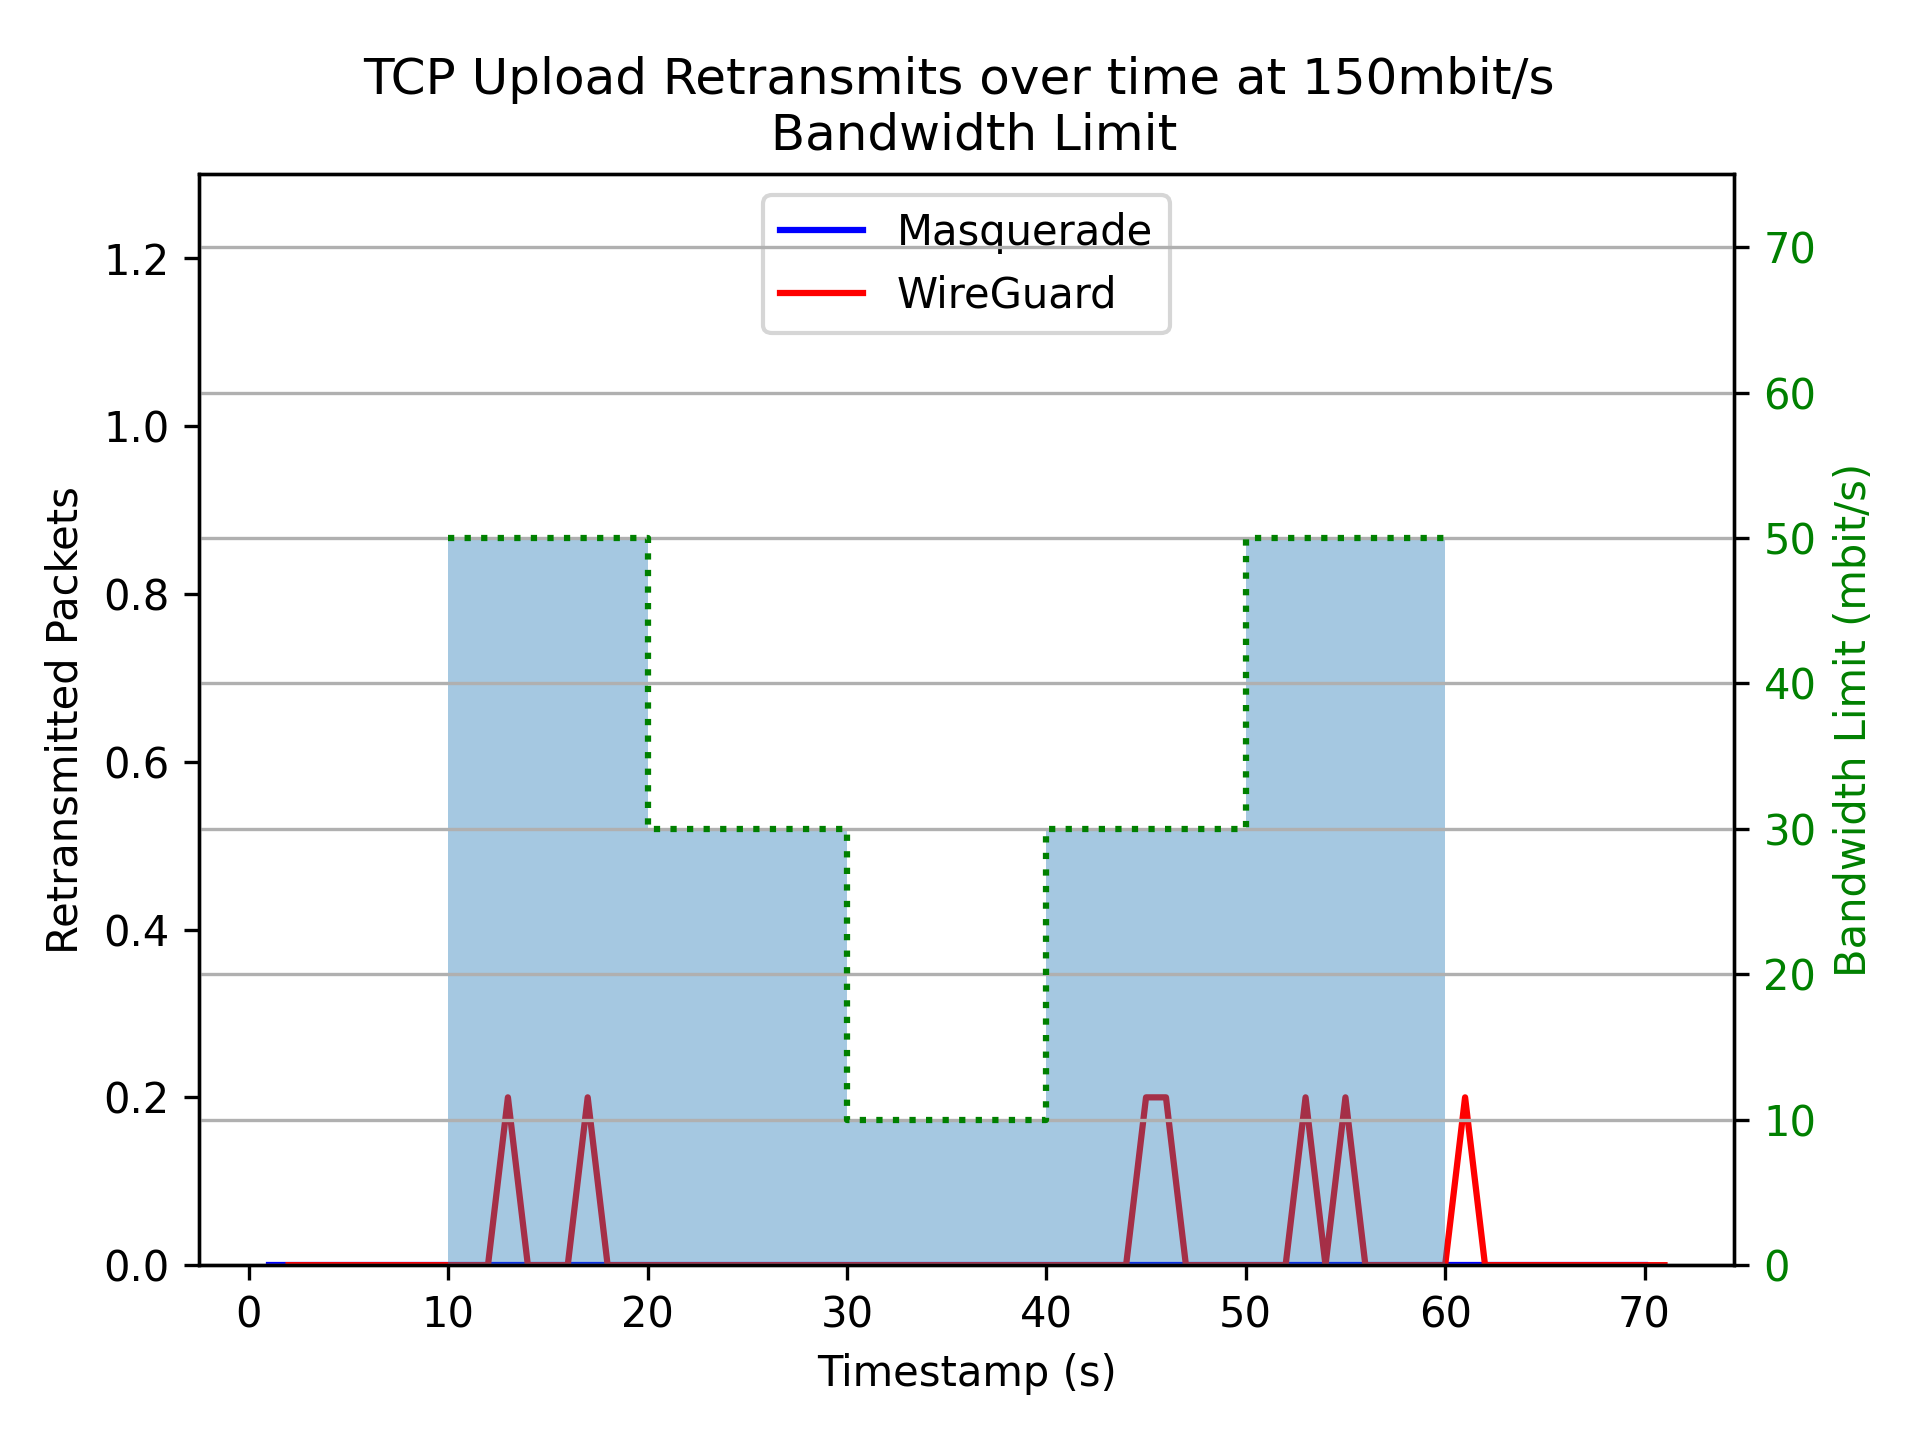 TCP Upload Retransmits over time at 150mbit/s
Bandwidth Limit
Masquerade
WireGuard
Retransmitted Packets
1.2
1.0
0.8
0.6
0.4
0.2
0.0
70
60
50
40
30
20
10
0
Bandwidth Limit (mbit/s)
0 10 20 30 40 50 60 70
Timestamp (s)